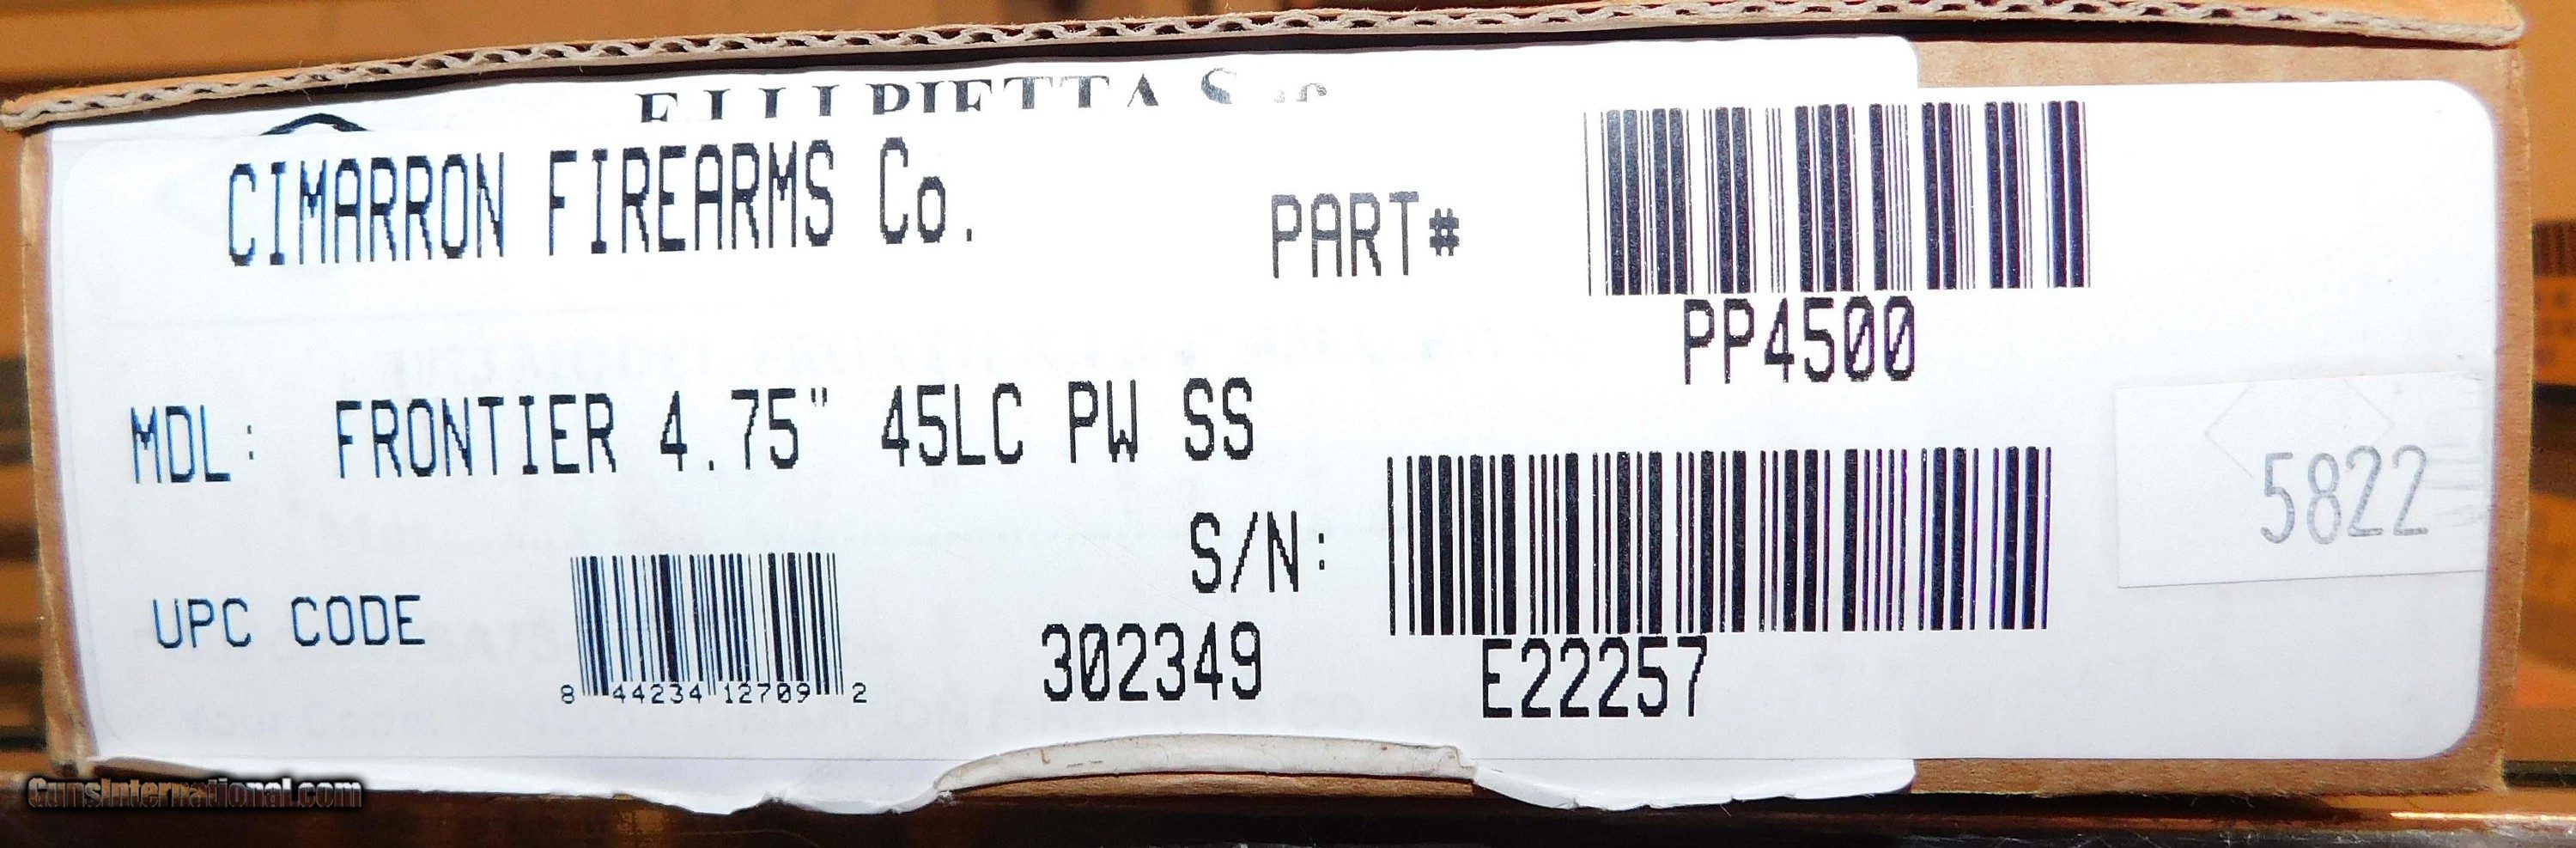 PIETTA
CIMARRON FIREARMS Co.
PART#
PP4500
MDL: FRONTIER 4.75" 45LC PW SS
5822
S/N:
UPC CODE
8 44234 12709 2
302349
E22257
GunsInternational.com